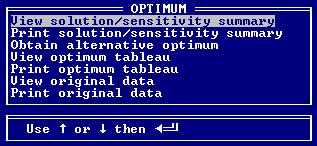 OPTIMUM
View solution/sensitivity summary
Print solution/sensitivity summary
Obtain alternative optimum
View optimum tableau
Print optimum tableau
View original data
Print original data
Use ↑ or ↓ then ◄─┘